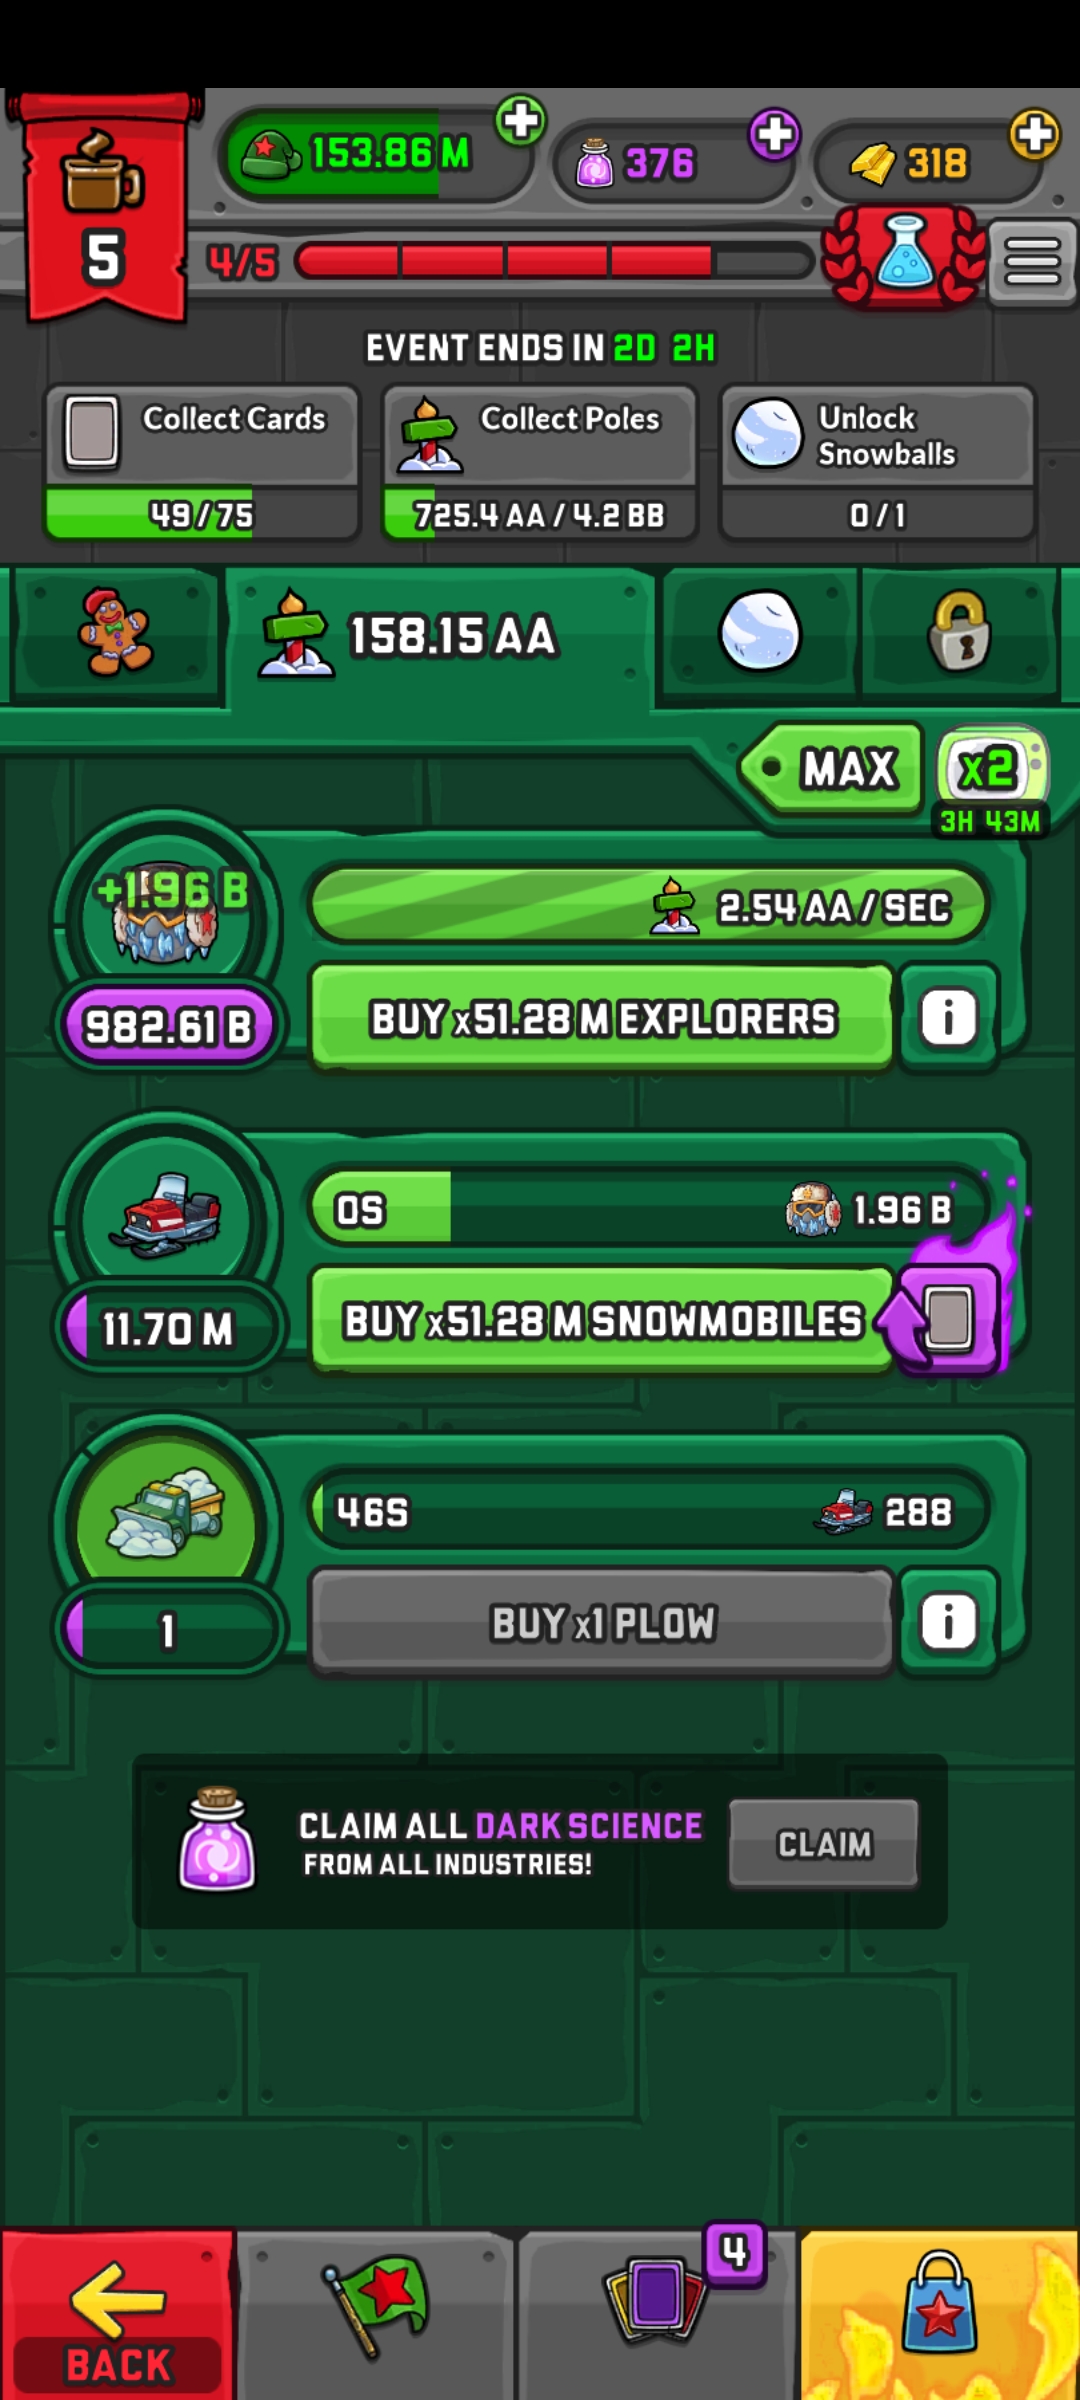 153.86 M
376
318
5
4/5
EVENT ENDS IN 2D 2H
Collect Cards
49/75
Collect Poles
725.4 AA / 4.2 BB
Unlock
Snowballs
0/1
158.15 AA
MAX
x2
3H 43M
+1.96 B
2.54 AA / SEC
982.61 B
BUY x51.28 M EXPLORERS
i
0S
1.96 B
11.70 M
BUY x51.28 M SNOWMOBILES
46S
288
1
BUY x1 PLOW
i
CLAIM ALL DARK SCIENCE
FROM ALL INDUSTRIES!
CLAIM
4
BACK